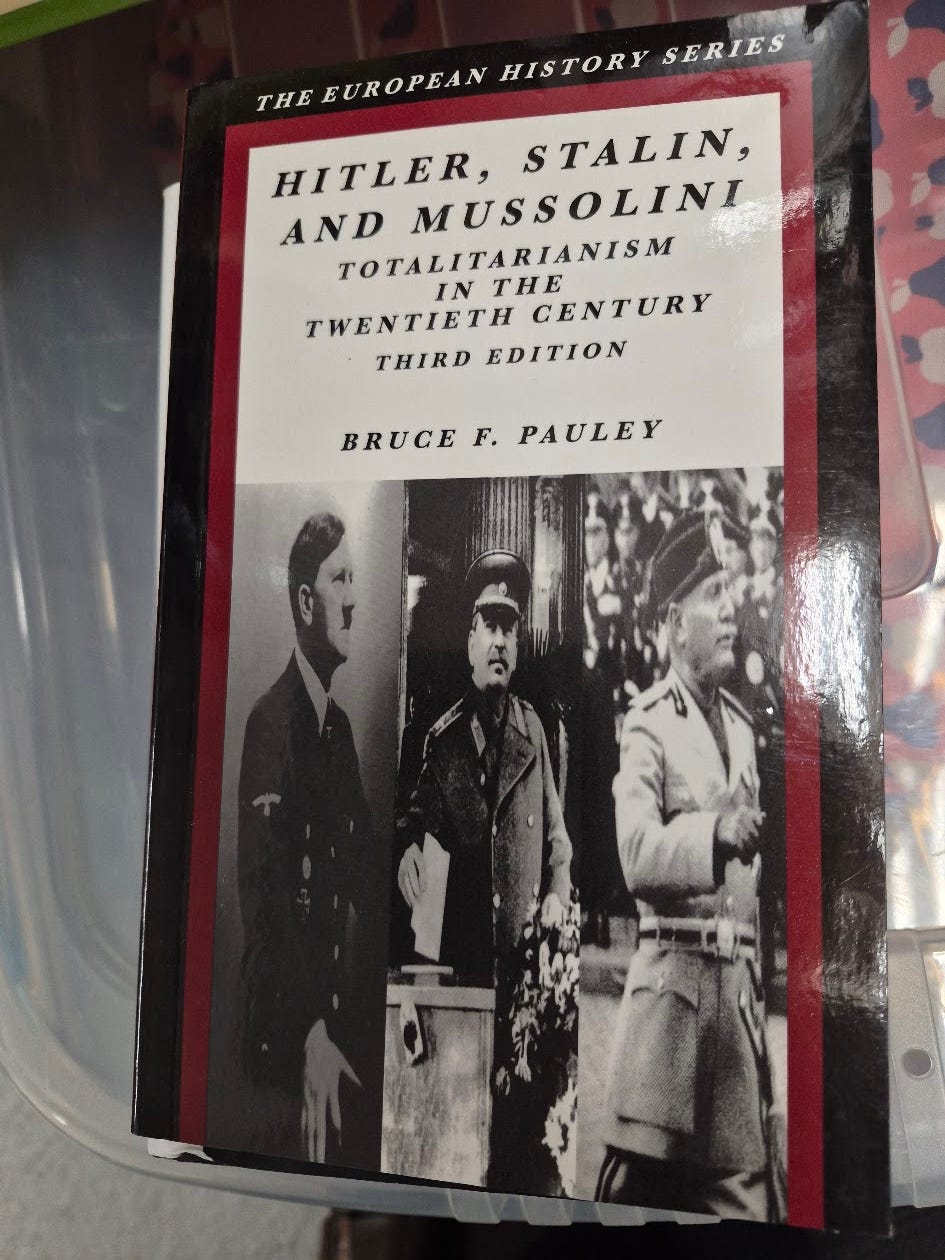 THE EUROPEAN HISTORY SERIES
HITLER, STALIN,
AND MUSSOLINI
TOTALITARIANISM
IN THE
TWENTIETH CENTURY
THIRD EDITION
BRUCE F. PAULEY